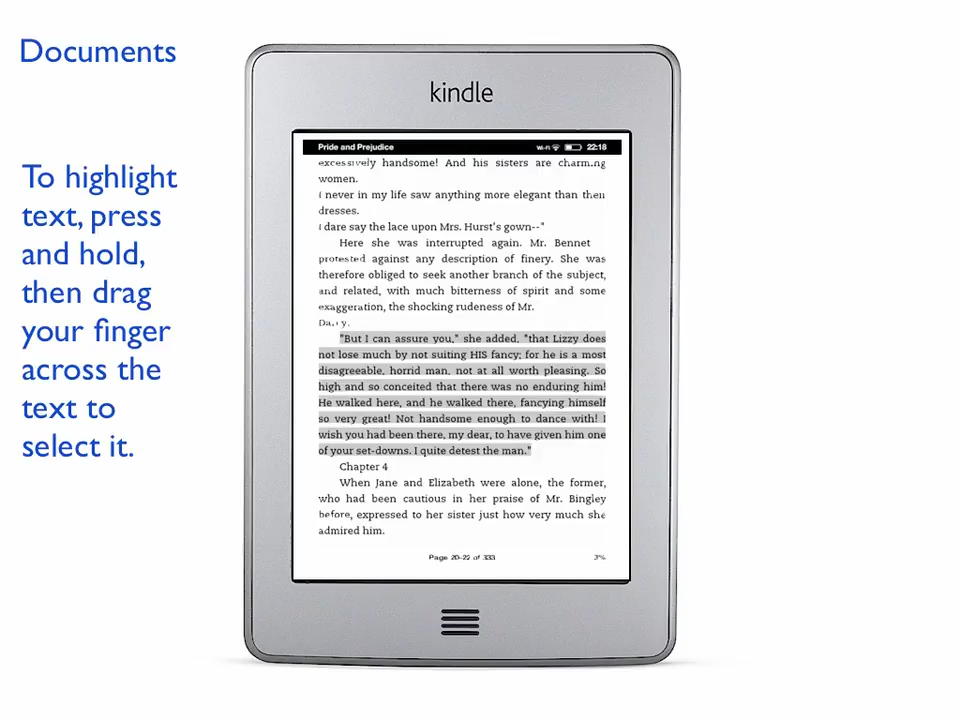 Documents
To highlight
text, press
and hold,
then drag
your finger
across the
text to
select it.
kindle
Pride and Prejudice Wi-Fi 22:18
excessively handsome! And his sisters are charming
women.
I never in my life saw anything more elegant than their
dresses.
I dare say the lace upon Mrs. Hurst's gown--"
Here she was interrupted again. Mr. Bennet
protested against any description of finery. She was
therefore obliged to seek another branch of the subject,
and related, with much bitterness of spirit and some
exaggeration, the shocking rudeness of Mr.
Darcy.
"But I can assure you," she added, "that Lizzy does
not lose much by not suiting HIS fancy; for he is a most
disagreeable, horrid man, not at all worth pleasing. So
high and so conceited that there was no enduring him!
He walked here, and he walked there, fancying himself
so very great! Not handsome enough to dance with! I
wish you had been there, my dear, to have given him one
of your set-downs. I quite detest the man."
Chapter 4
When Jane and Elizabeth were alone, the former,
who had been cautious in her praise of Mr. Bingley
before, expressed to her sister just how very much she
admired him.
Page 20-22 of 333 3%